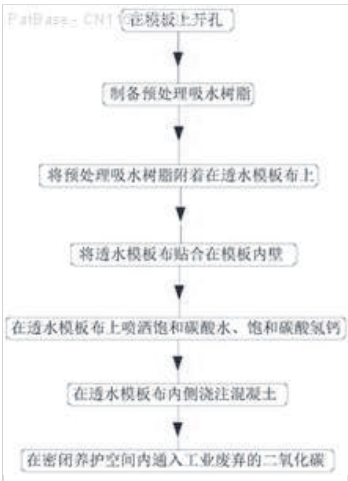 PatBase - CN11
在模板上开孔
制备预处理吸水树脂
将预处理吸水树脂附着在透水模板布上
将透水模板布贴合在模板内壁
在透水模板布上喷洒饱和碳酸水、饱和碳酸氢钙
在透水模板布内侧浇注混凝土
在密闭养护空间内通入工业废弃的二氧化碳